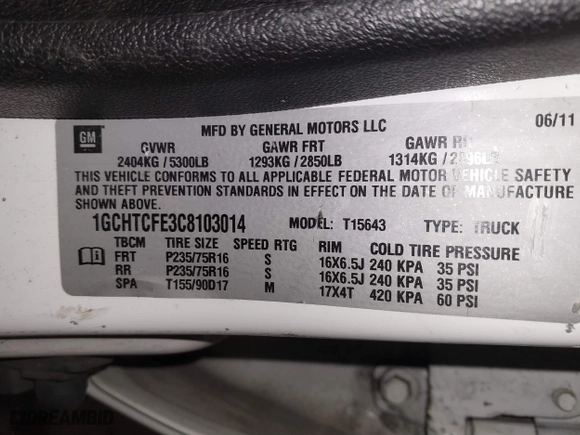 MFD BY GENERAL MOTORS LLC 06/11
GM
GVWR GAWR FRT GAWR
2404KG / 5300LB 1293KG / 2850LB 1314KG /
THIS VEHICLE CONFORMS TO ALL APPLICABLE FEDERAL MOTOR VEHICLE SAFETY
AND THEFT PREVENTION STANDARDS IN EFFECT ON THE DATE OF MANUFACTURE
SHOWN ABOVE.
1GCHTCFE3C8103014 MODEL: T15643 TYPE: TRUCK
TBCM TIRE SIZE SPEED RTG RIM COLD TIRE PRESSURE
FRT P235/75R16 S 16X6.5J 240 KPA 35 PSI
RR P235/75R16 S 16X6.5J 240 KPA 35 PSI
SPA T155/90D17 M 17X4T 420 KPA 60 PSI
DREAMBID